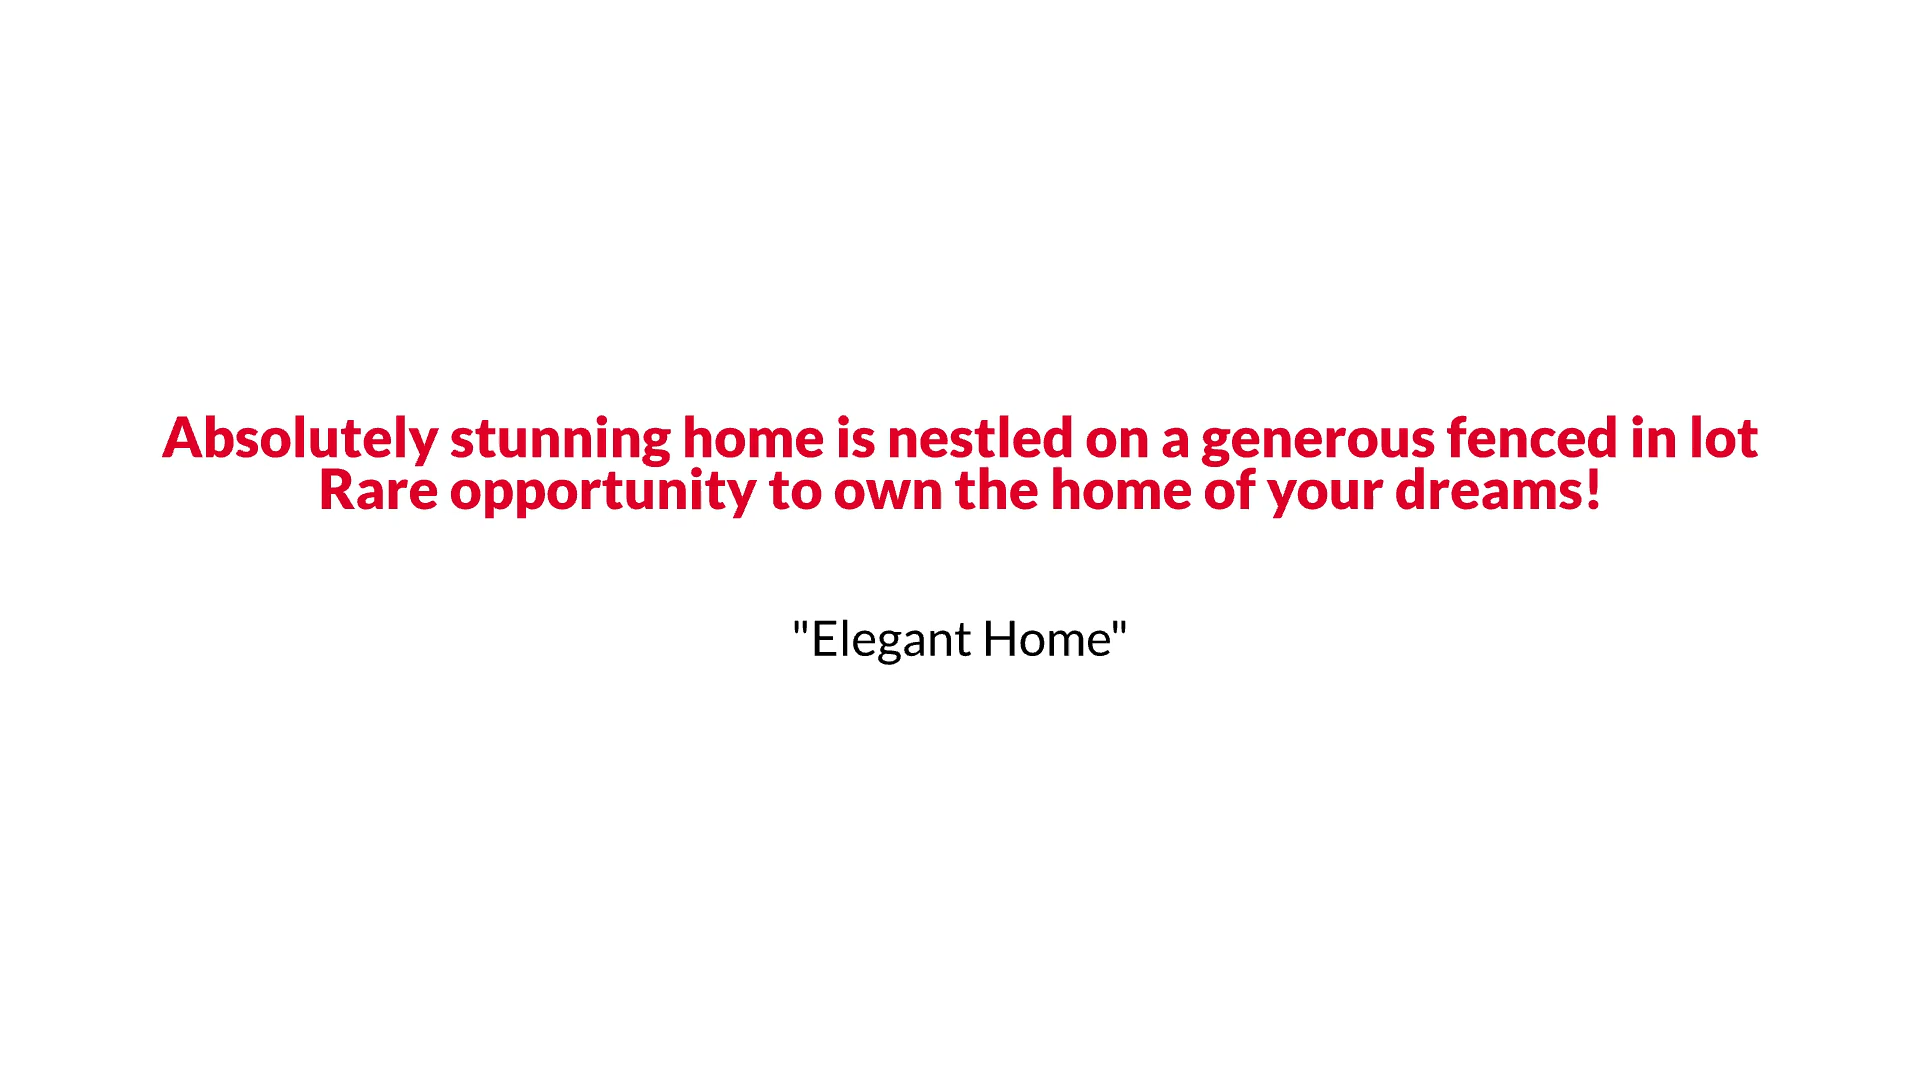 Absolutely stunning home is nestled on a generous fenced in lot
Rare opportunity to own the home of your dreams!
"Elegant Home"